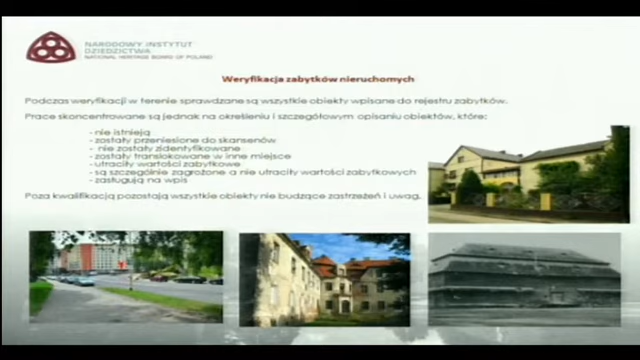 NARODOWY INSTYTUT
DZIEDZICTWA
NATIONAL HERITAGE BOARD OF POLAND
Weryfikacja zabytków nieruchomych
Podczas weryfikacji w terenie sprawdzane są wszystkie obiekty wpisane do rejestru zabytków.
Prace skoncentrowane są jednak na określeniu i szczegółowym opisaniu obiektów, które:
- nie istnieją
- zostały przeniesione do skansenów
- nie zostały zidentyfikowane
- zostały translokowane w inne miejsce
- utraciły wartości zabytkowe
- są szczególnie zagrożone a nie utraciły wartości zabytkowych
- zasługują na wpis
Poza kwalifikacją pozostają wszystkie obiekty nie budzące zastrzeżeń i uwag.